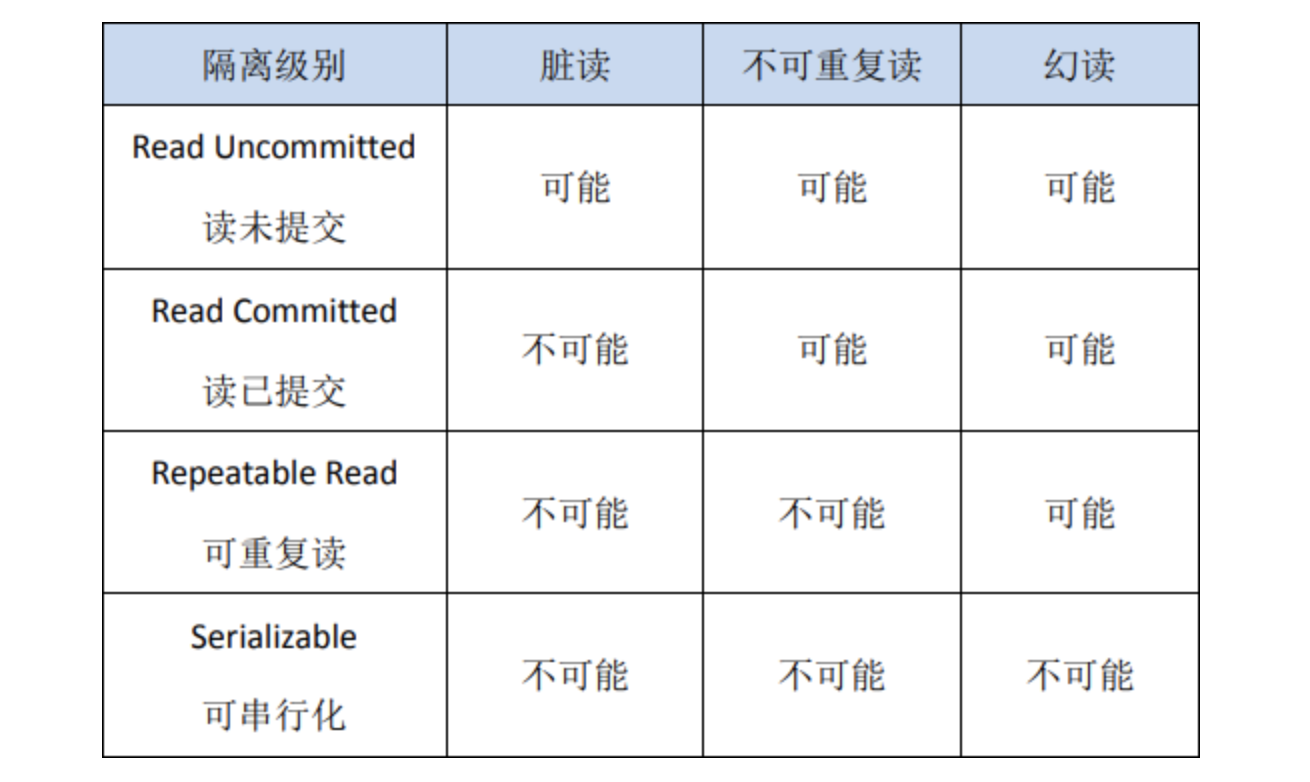 隔离级别 脏读 不可重复读 幻读
Read Uncommitted
读未提交
可能 可能 可能
Read Committed
读已提交
不可能 可能 可能
Repeatable Read
可重复读
不可能 不可能 可能
Serializable
可串行化
不可能 不可能 不可能